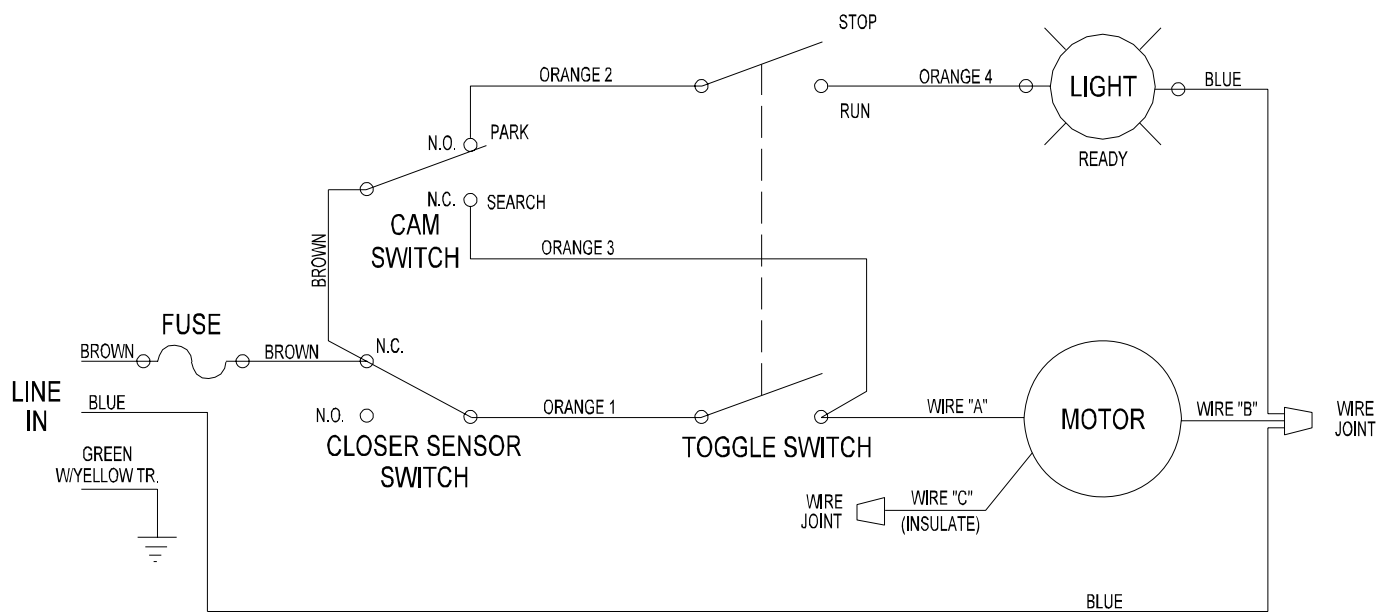 STOP
ORANGE 2
ORANGE 4
LIGHT
BLUE
RUN
N.O.
PARK
READY
N.C.
SEARCH
CAM
SWITCH
ORANGE 3
BROWN
FUSE
BROWN
BROWN
N.C.
LINE
IN
BLUE
N.O.
ORANGE 1
WIRE "A"
MOTOR
WIRE "B"
WIRE
JOINT
CLOSER SENSOR
SWITCH
TOGGLE SWITCH
GREEN
W/YELLOW TR.
WIRE
JOINT
WIRE "C"
(INSULATE)
BLUE